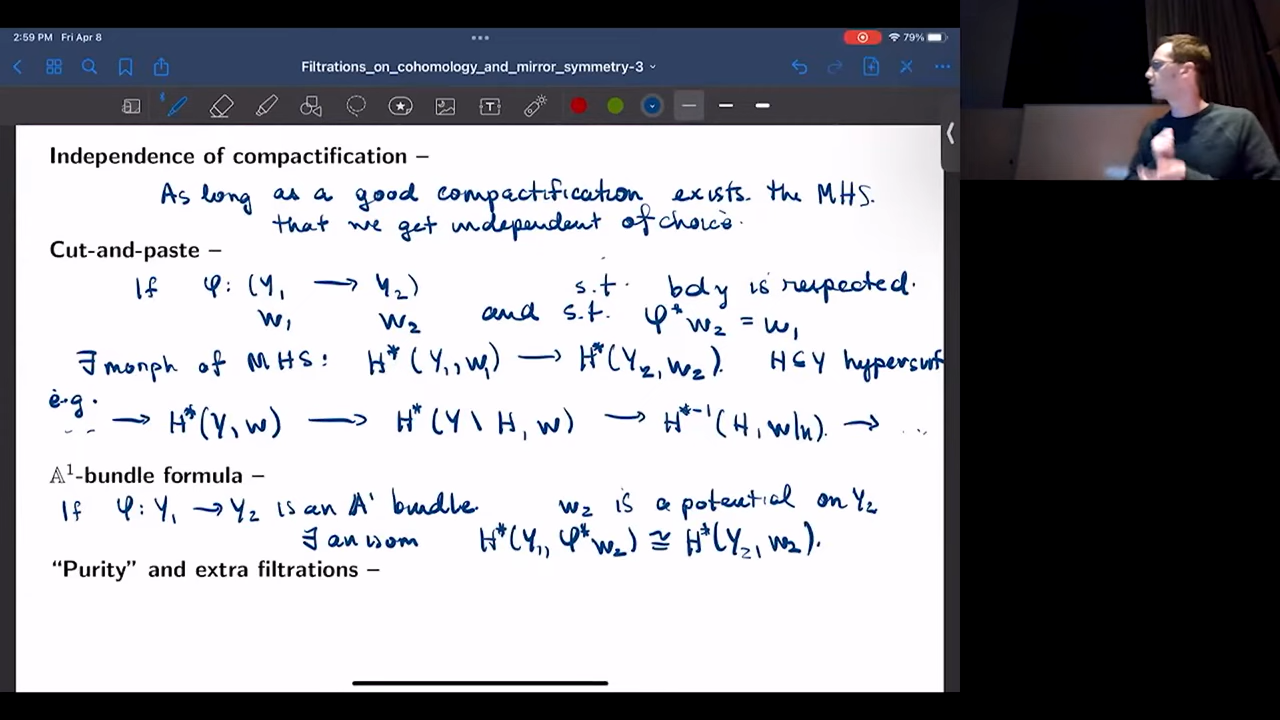 2:59 PM Fri Apr 8
79%
Filtrations_on_cohomology_and_mirror_symmetry-3
Independence of compactification –
As long as a good compactification exists. the MHS.
that we get independent of choice.
Cut-and-paste –
If φ: (Y₁ → Y₂) s.t. bdy is respected.
w₁ w₂ and s.t. φ*w₂ = w₁
∃ morph of MHS: H*(Y₁, w₁) → H*(Y₂, w₂). H⊆Y hypersurf
e.g.
... → H*(Y, w) → H*(Y \ H, w) → H*⁻¹(H, w|H). → ...
𝔸¹-bundle formula –
If φ: Y₁ → Y₂ is an A¹ bundle. w₂ is a potential on Y₂
∃ an isom H*(Y₁, φ*w₂) ≅ H*(Y₂, w₂).
“Purity” and extra filtrations –